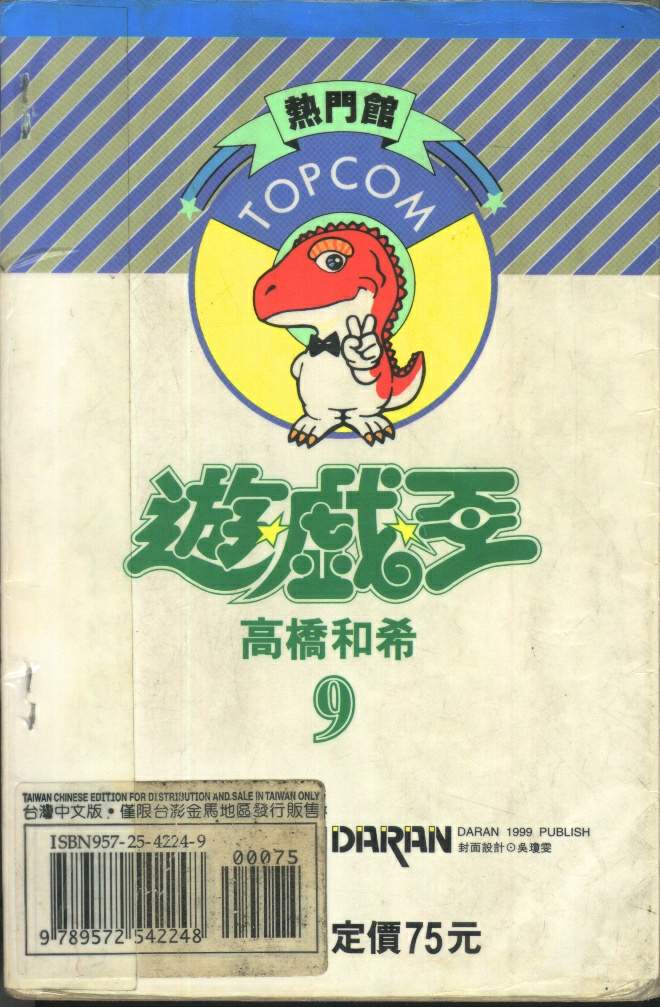 熱門館
TOPCOM
遊戲王
高橋和希
9
TAIWAN CHINESE EDITION FOR DISTRIBUTION AND SALE IN TAIWAN ONLY
台灣中文版・僅限台澎金馬地區發行販售
ISBN957-25-4224-9
00075
9 789572 542248
DARAN
DARAN 1999 PUBLISH
封面設計⊙吳瓊雯
定價75元